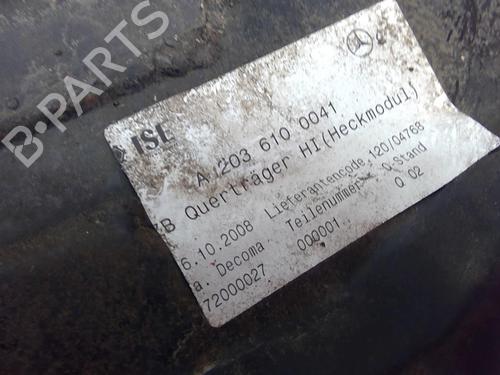 B-PARTS
ISE
A 203 610 0041
B Querträger HI(Heckmodul)
6.10.2008 Lieferantencode 120/04768
a. Decoma Teilenummer D-Stand
72000027 000001 Q 02